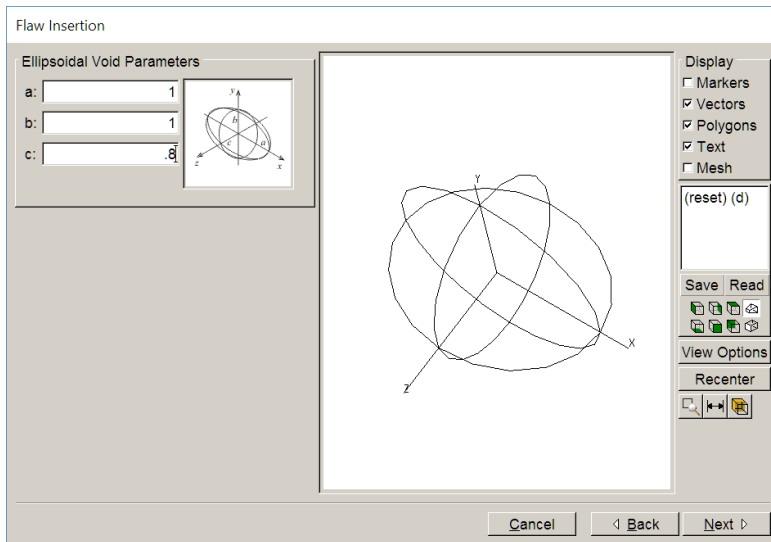 Flaw Insertion
Ellipsoidal Void Parameters
a: 1
b: 1
c: .8
y
b
c
a
z
x
Y
X
Z
Display
Markers
Vectors
Polygons
Text
Mesh
(reset) (d)
Save Read
View Options
Recenter
Cancel Back Next